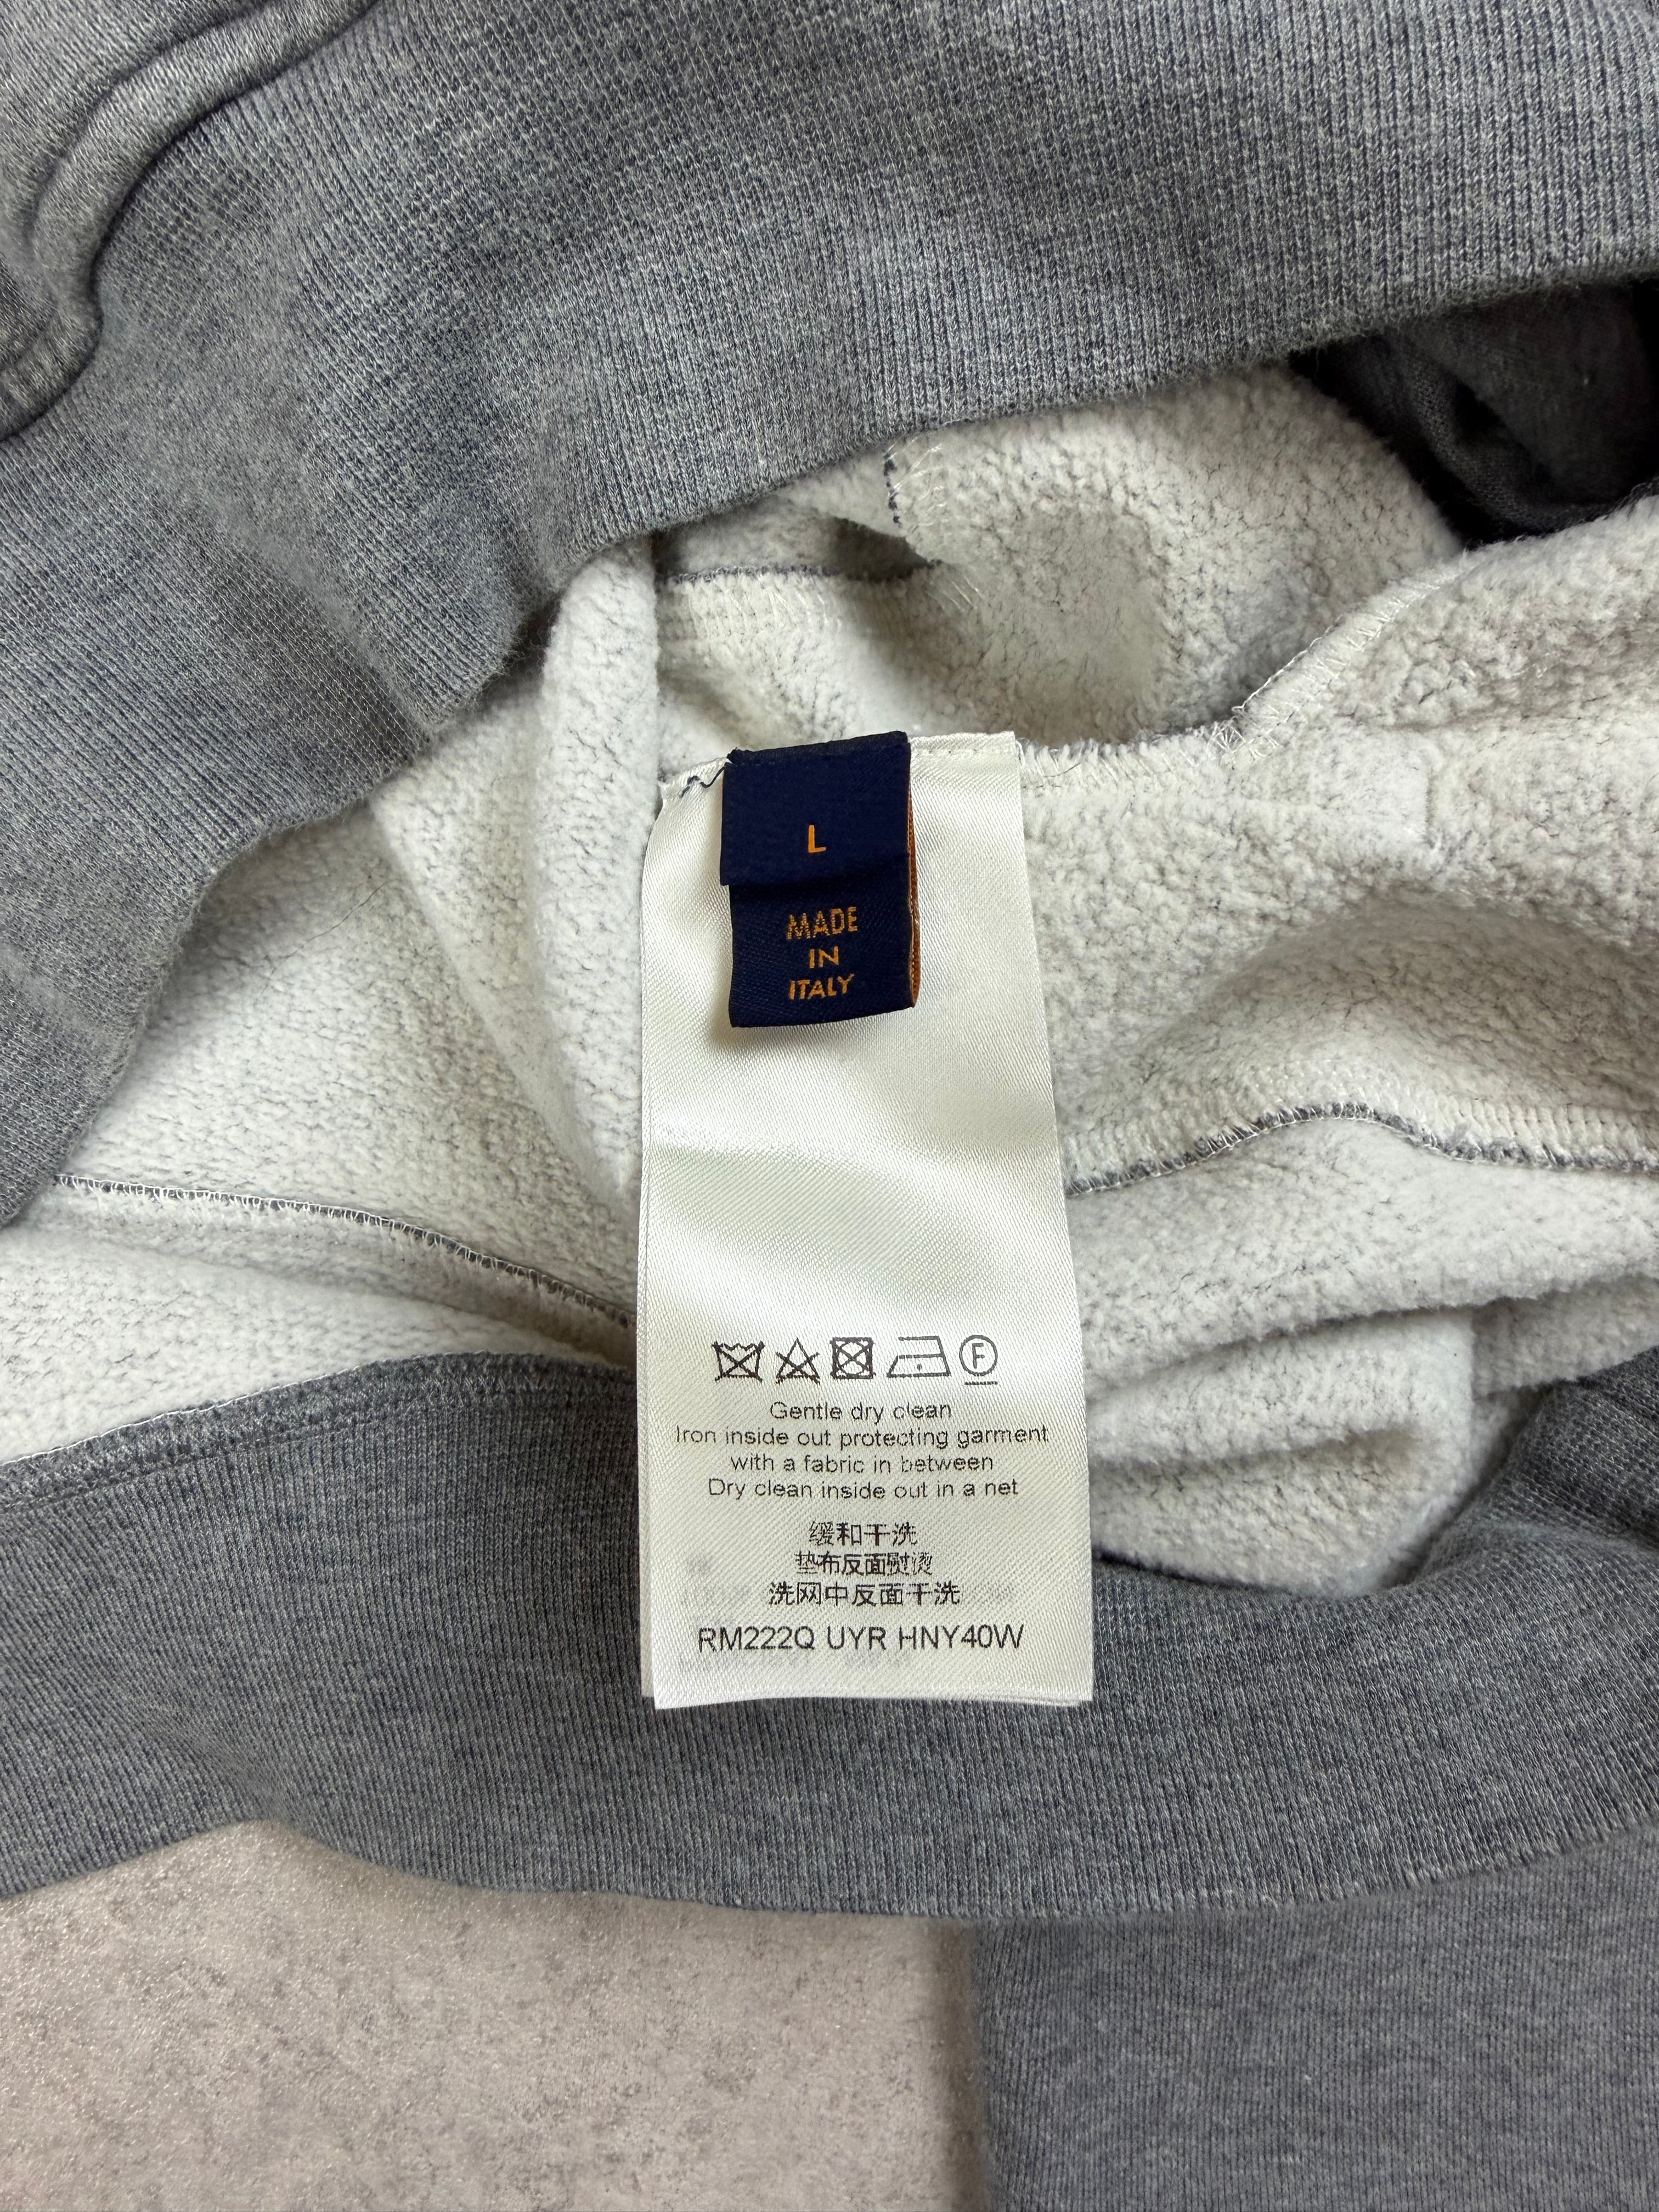 L
MADE
IN
ITALY
F
Gentle dry clean
Iron inside out protecting garment
with a fabric in between
Dry clean inside out in a net
缓和干洗
垫布反面熨烫
洗网中反面干洗
RM222Q UYR HNY40W